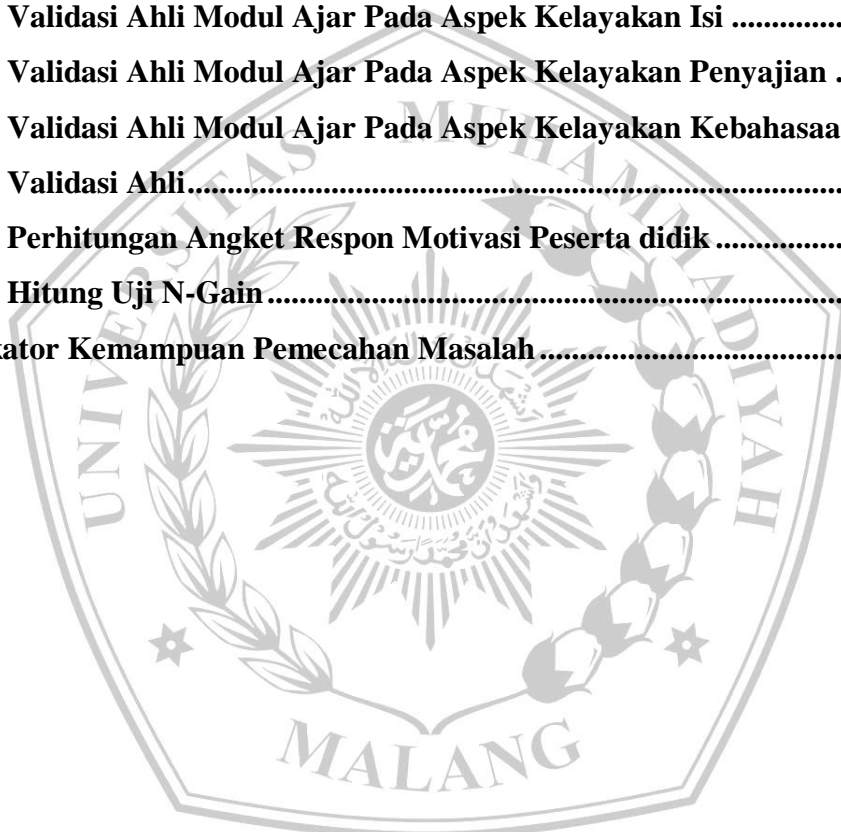 Validasi Ahli Modul Ajar Pada Aspek Kelayakan Isi ..............
Validasi Ahli Modul Ajar Pada Aspek Kelayakan Penyajian .
Validasi Ahli Modul Ajar Pada Aspek Kelayakan Kebahasaa
Validasi Ahli...................................................................................
Perhitungan Angket Respon Motivasi Peserta didik ................
Hitung Uji N-Gain.........................................................................
kator Kemampuan Pemecahan Masalah ......................................
UNIVERSITAS MUHAMMADIYAH
MALANG